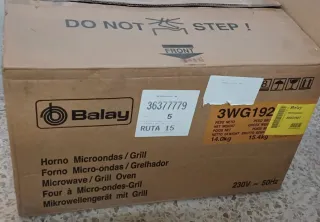 DO NOT STEP !
FRONT
36377779
5
RUTA 15
Balay
3WG192
14.0kg
15.4kg
Horno Microondas/Grill
Forno Micro-ondas/Grelhador
Microwave/Grill Oven
Four à Micro-ondes-Gril
Mikrowellengerät mit Grill
230V ~ 50Hz